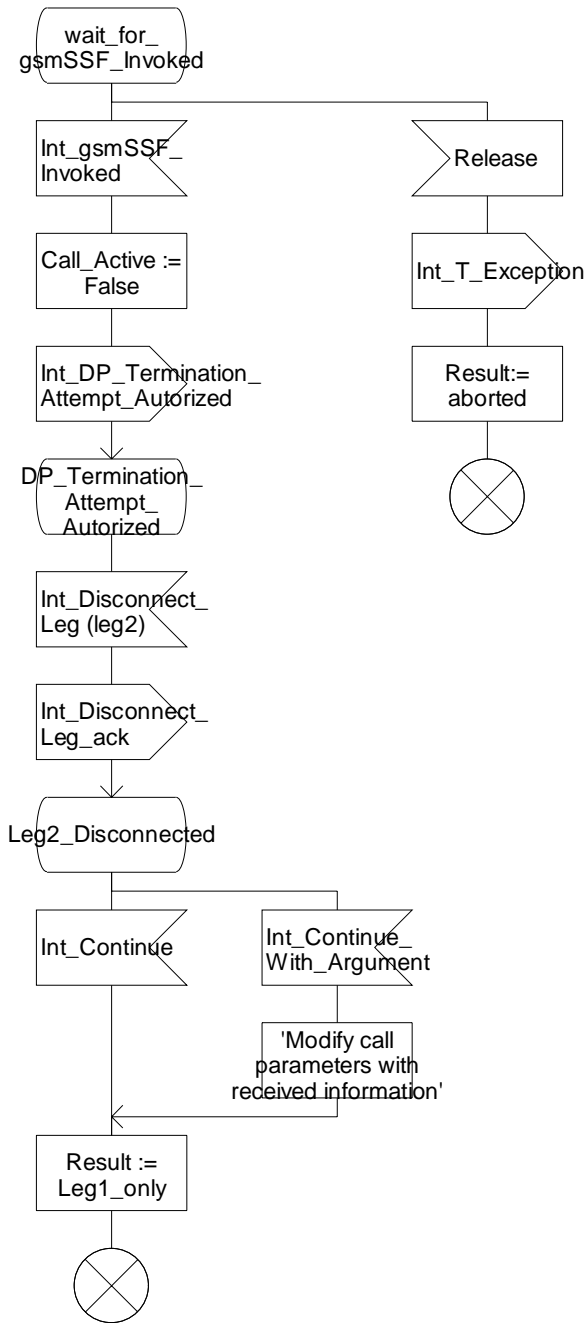 wait_for_
gsmSSF_Invoked
Int_gsmSSF_
Invoked
Release
Call_Active :=
False
Int_T_Exception
Int_DP_Termination_
Attempt_Autorized
Result:=
aborted
DP_Termination_
Attempt_
Autorized
Int_Disconnect_
Leg (leg2)
Int_Disconnect_
Leg_ack
Leg2_Disconnected
Int_Continue
Int_Continue_
With_Argument
'Modify call
parameters with
received information'
Result :=
Leg1_only